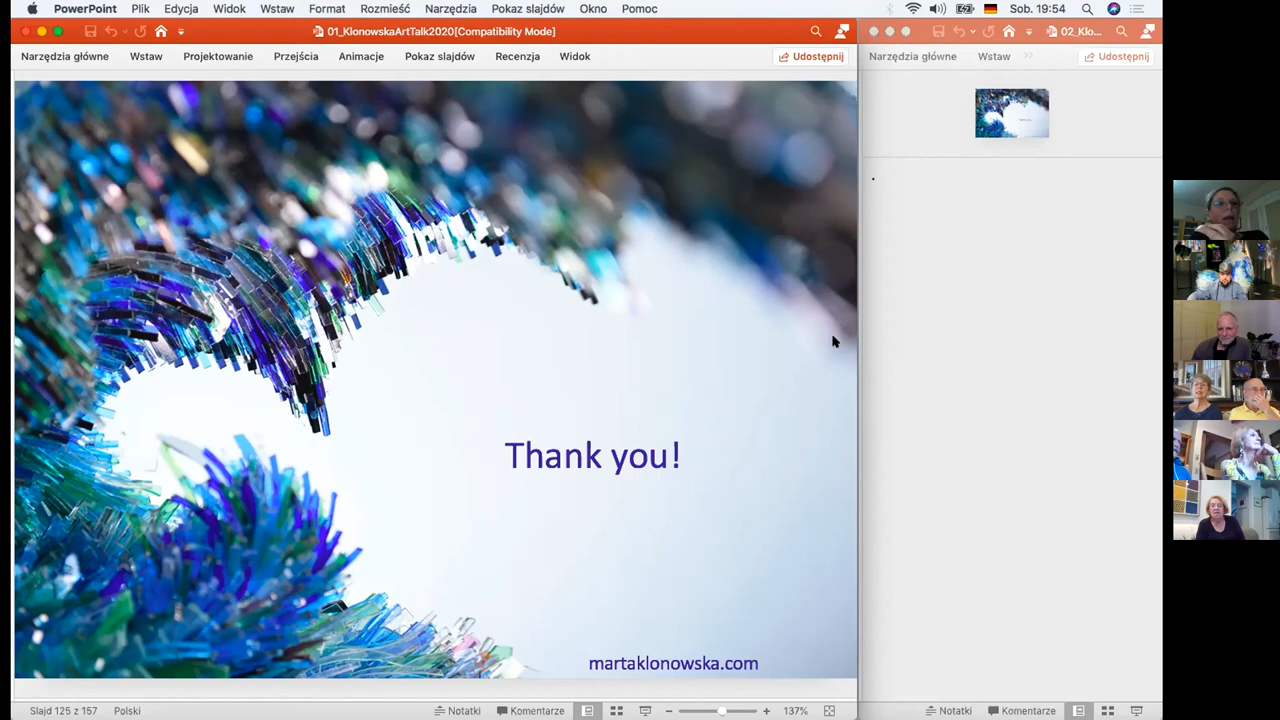 PowerPoint Plik Edycja Widok Wstaw Format Rozmieść Narzędzia Pokaz slajdów Okno Pomoc Sob. 19:54
01_KlonowskaArtTalk2020[Compatibility Mode]
02_Klo...
Narzędzia główne Wstaw Projektowanie Przejścia Animacje Pokaz slajdów Recenzja Widok Udostępnij
Narzędzia główne Wstaw Udostępnij
Thank you!
martaklonowska.com
Slajd 125 z 157 Polski Notatki Komentarze 137%
Notatki Komentarze